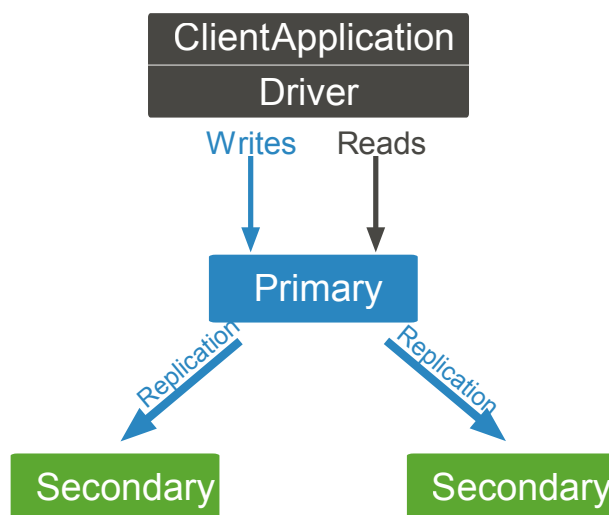 ClientApplication
Driver
Writes Reads
Primary
Replication Replication
Secondary Secondary